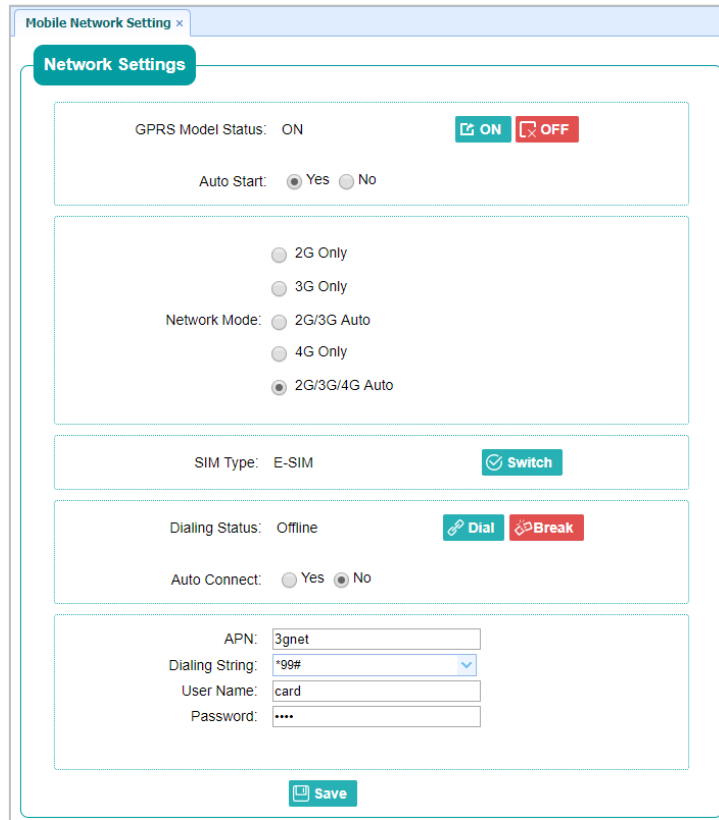 Mobile Network Setting ×
Network Settings
GPRS Model Status: ON ON OFF
Auto Start: Yes No
2G Only
3G Only
Network Mode: 2G/3G Auto
4G Only
2G/3G/4G Auto
SIM Type: E-SIM Switch
Dialing Status: Offline Dial Break
Auto Connect: Yes No
APN: 3gnet
Dialing String: *99#
User Name: card
Password: ••••
Save